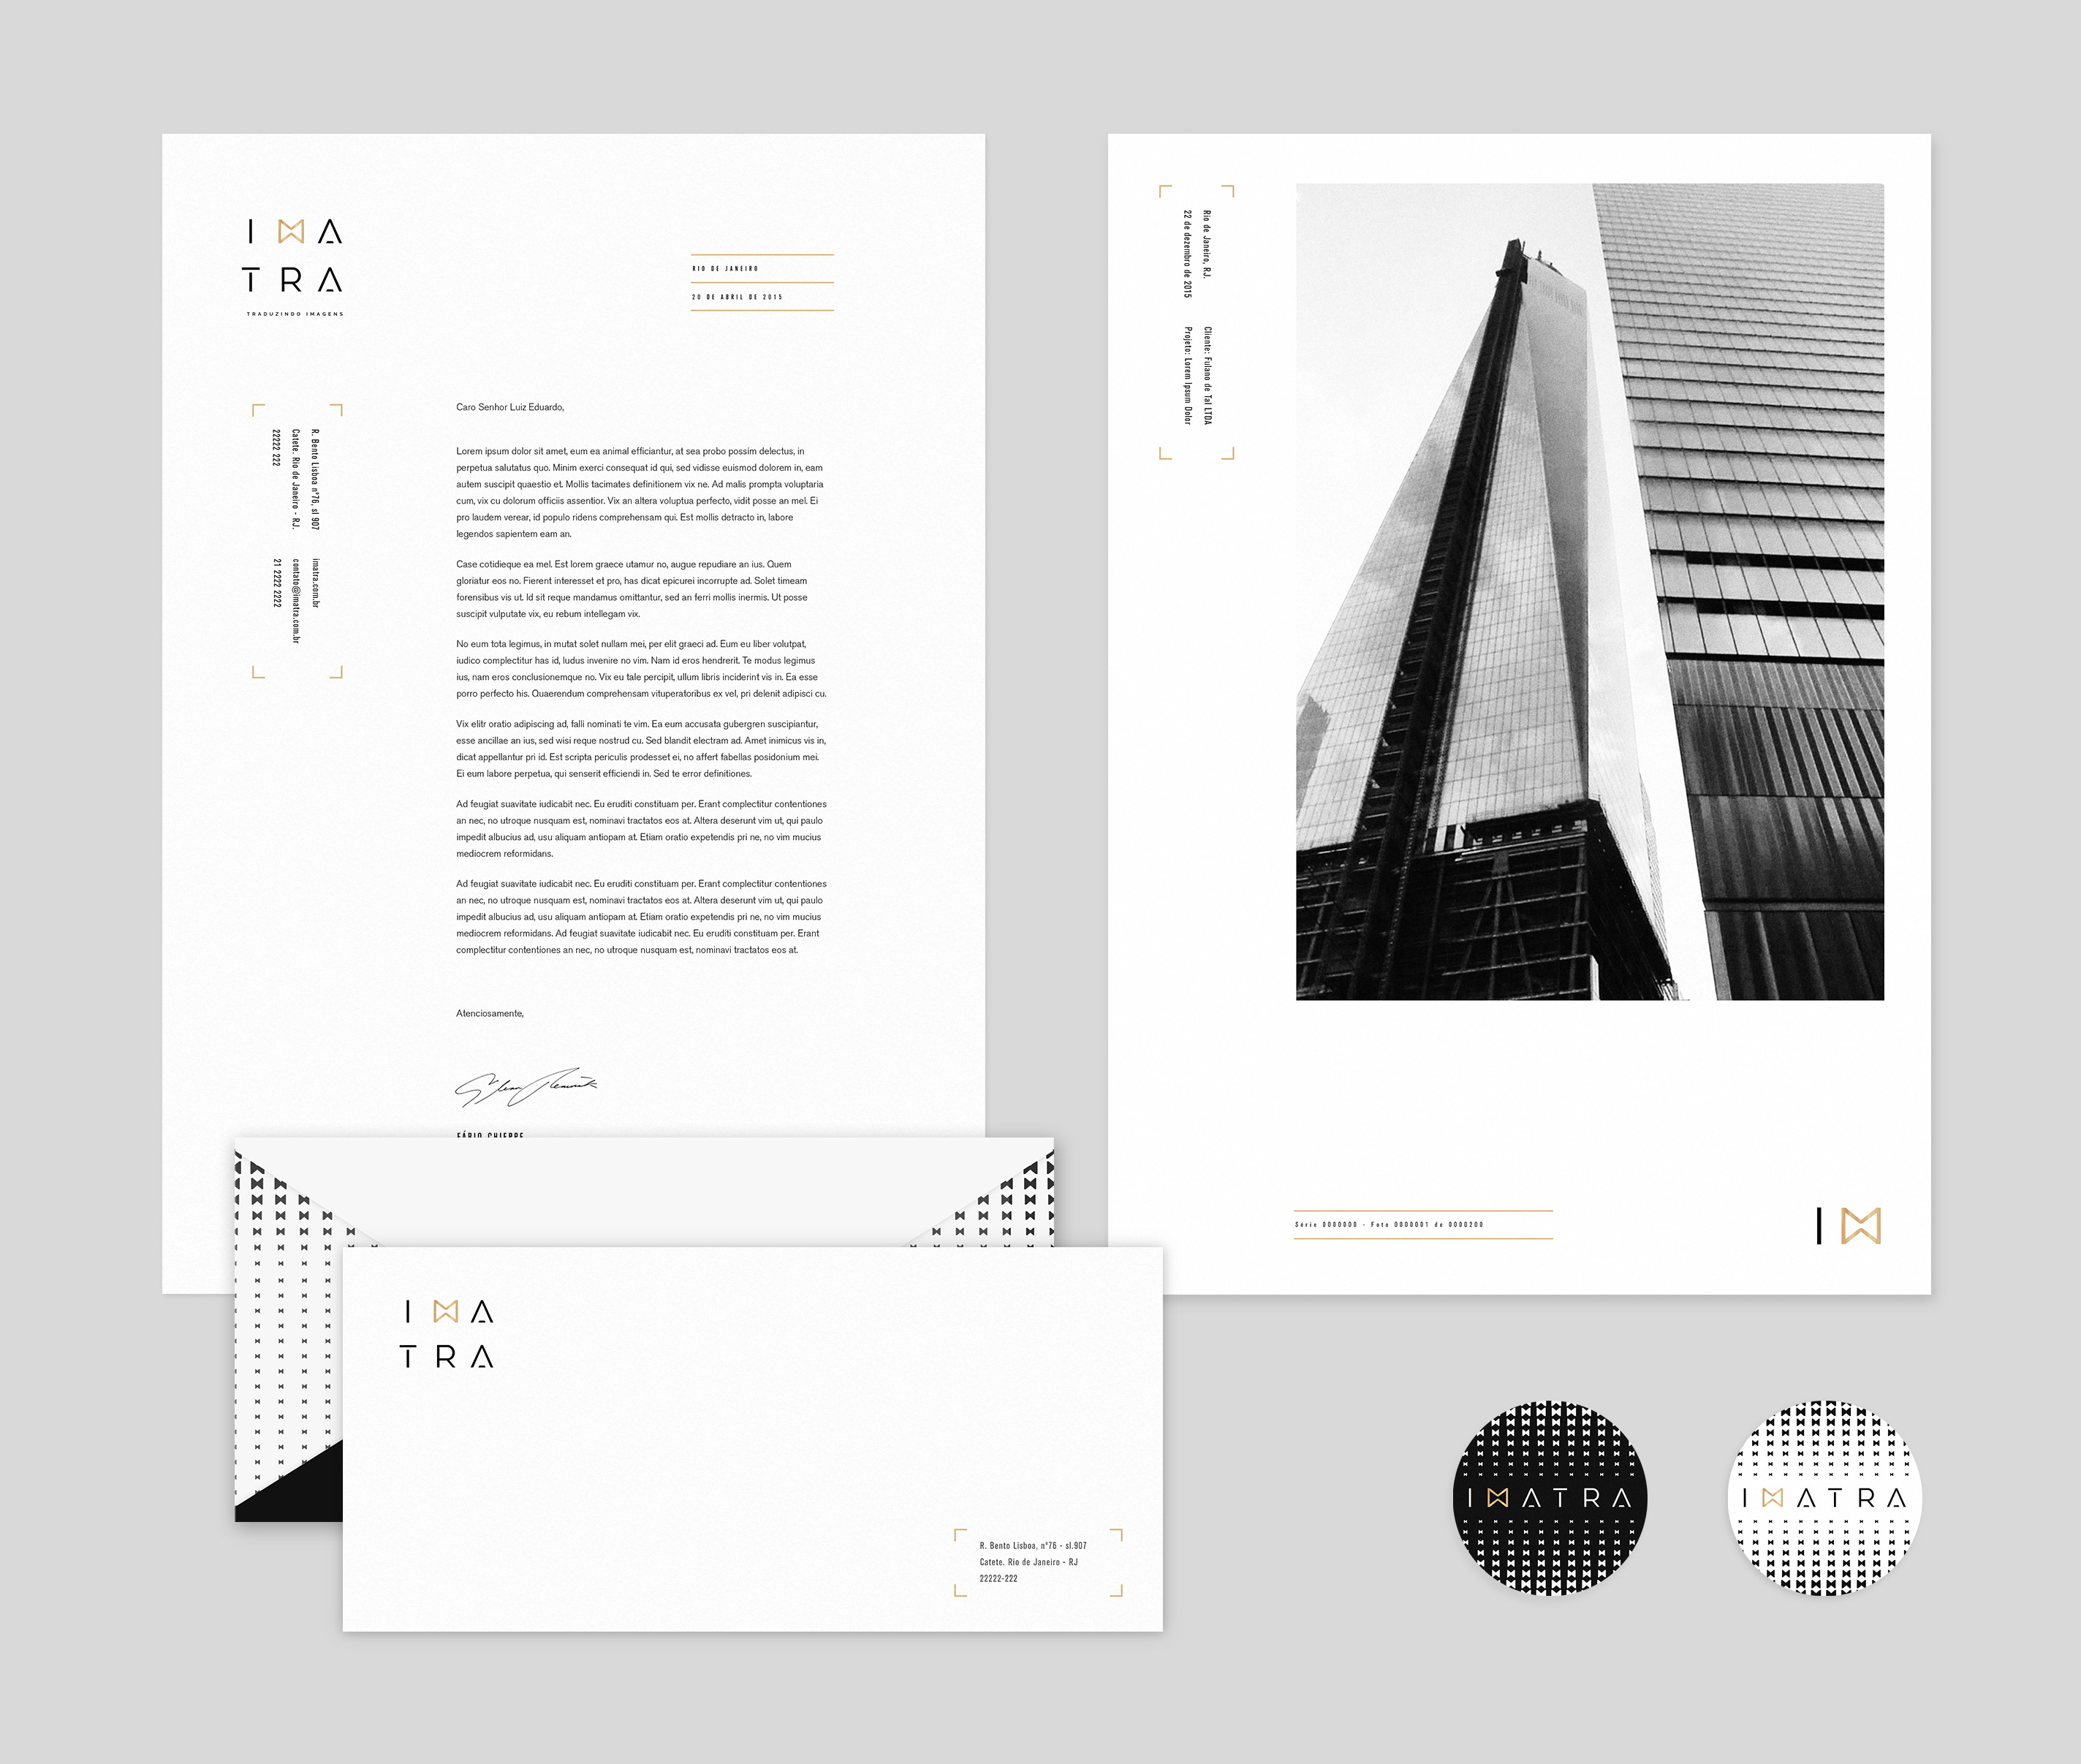 IMA
TRA
TRADUZINDO IMAGENS
RIO DE JANEIRO
20 DE ABRIL DE 2015
R. Bento Lisboa nº76, sl 907
Catete. Rio de Janeiro - RJ.
22222 222
imatra.com.br
contato@imatra.com.br
21 2222 2222
Caro Senhor Luiz Eduardo,
Lorem ipsum dolor sit amet, eum ea animal efficiantur, at sea probo possim delectus, in
perpetua salutatus quo. Minim exerci consequat id qui, sed vidisse euismod dolorem in, eam
autem suscipit quaestio et. Mollis tacimates definitionem vix ne. Ad malis prompta voluptaria
cum, vix cu dolorum officiis assentior. Vix an altera voluptua perfecto, vidit posse an mel. Ei
pro laudem verear, id populo ridens comprehensam qui. Est mollis detracto in, labore
legendos sapientem eam an.
Case cotidieque ea mel. Est lorem graece utamur no, augue repudiare an ius. Quem
gloriatur eos no. Fierent interesset et pro, has dicat epicurei incorrupte ad. Solet timeam
forensibus vis ut. Id sit reque mandamus omittantur, sed an ferri mollis inermis. Ut posse
suscipit vulputate vix, eu rebum intellegam vix.
No eum tota legimus, in mutat solet nullam mei, per elit graeci ad. Eum eu liber volutpat,
iudico complectitur has id, ludus invenire no vim. Nam id eros hendrerit. Te modus legimus
ius, nam eros conclusionemque no. Vix eu tale percipit, ullum libris inciderint vis in. Ea esse
porro perfecto his. Quaerendum comprehensam vituperatoribus ex vel, pri delenit adipisci cu.
Vix elitr oratio adipiscing ad, falli nominati te vim. Ea eum accusata gubergren suscipiantur,
esse ancillae an ius, sed wisi reque nostrud cu. Sed blandit electram ad. Amet inimicus vis in,
dicat appellantur pri id. Est scripta periculis prodesset ei, no affert fabellas posidonium mei.
Ei eum labore perpetua, qui senserit efficiendi in. Sed te error definitiones.
Ad feugiat suavitate iudicabit nec. Eu eruditi constituam per. Erant complectitur contentiones
an nec, no utroque nusquam est, nominavi tractatos eos at. Altera deserunt vim ut, qui paulo
impedit albucius ad, usu aliquam antiopam at. Etiam oratio expetendis pri ne, no vim mucius
mediocrem reformidans.
Ad feugiat suavitate iudicabit nec. Eu eruditi constituam per. Erant complectitur contentiones
an nec, no utroque nusquam est, nominavi tractatos eos at. Altera deserunt vim ut, qui paulo
impedit albucius ad, usu aliquam antiopam at. Etiam oratio expetendis pri ne, no vim mucius
mediocrem reformidans. Ad feugiat suavitate iudicabit nec. Eu eruditi constituam per. Erant
complectitur contentiones an nec, no utroque nusquam est, nominavi tractatos eos at.
Atenciosamente,
FÁBIO
Rio de Janeiro, RJ.
22 de dezembro de 2015
Cliente: Fulano de Tal LTDA
Projeto: Lorem Ipsum Dolor
Série 0000000 - Foto 0000001 de 0000200
IM
IMA
TRA
R. Bento Lisboa, nº76 - sl.907
Catete. Rio de Janeiro - RJ
22222-222
IMATRA
IMATRA